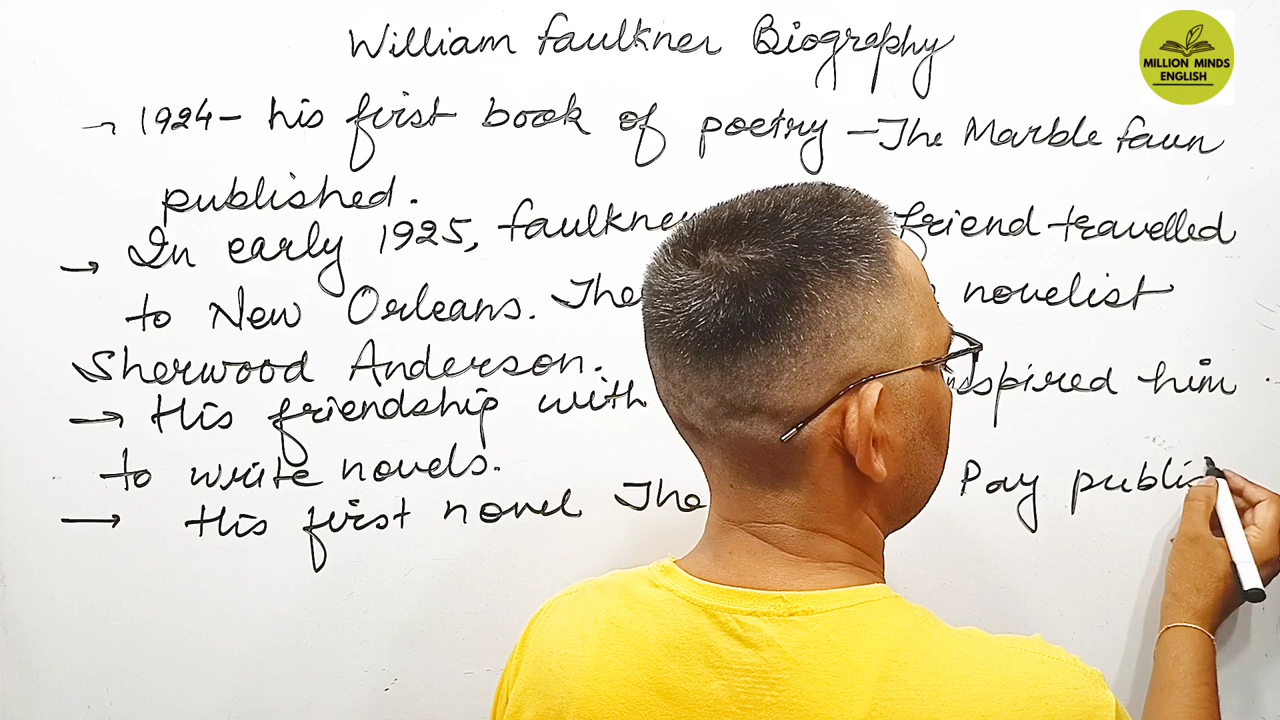 William Faulkner Biography
MILLION MINDS
ENGLISH
→ 1924 - his first book of poetry - The Marble Faun
published.
→ In early 1925, Faulkner friend travelled
to New Orleans. The novelist
Sherwood Anderson.
→ His friendship with inspired him
to write novels.
→ His first novel The Pay